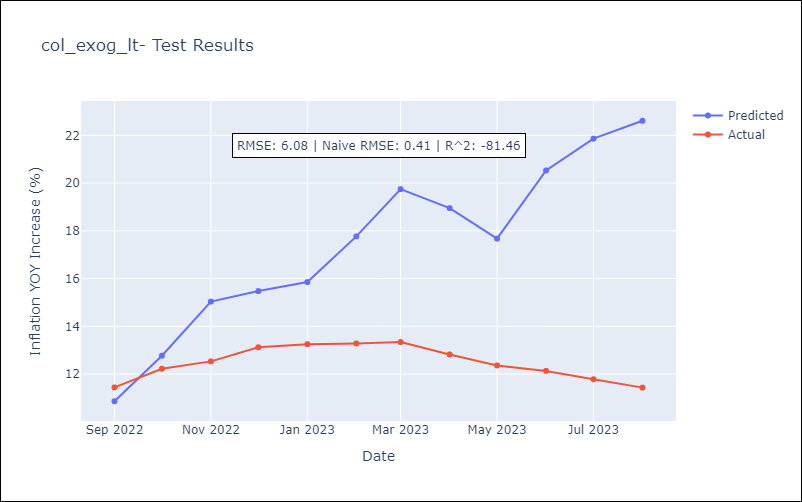 col_exog_lt- Test Results
Predicted
Actual
RMSE: 6.08 | Naive RMSE: 0.41 | R^2: -81.46
Inflation YOY Increase (%)
22
20
18
16
14
12
Sep 2022
Nov 2022
Jan 2023
Mar 2023
May 2023
Jul 2023
Date